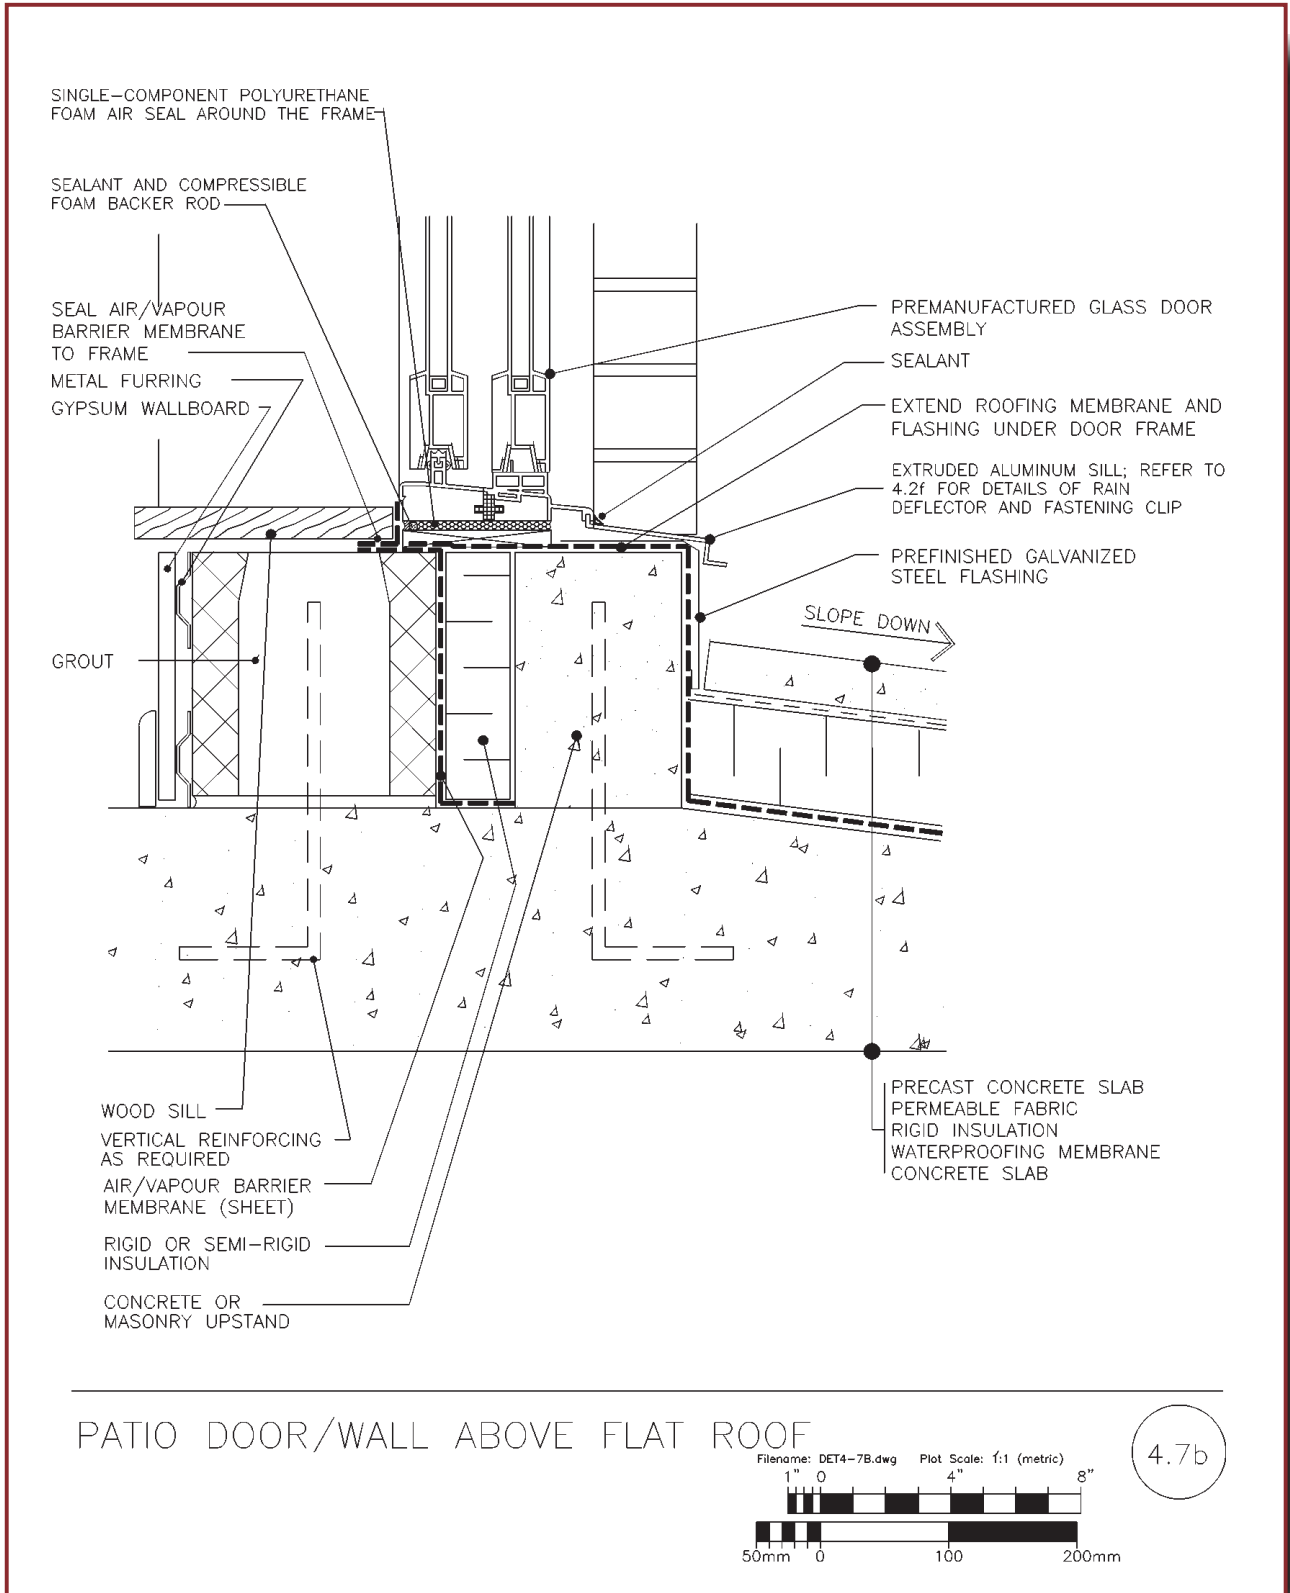 SINGLE-COMPONENT POLYURETHANE
FOAM AIR SEAL AROUND THE FRAME
SEALANT AND COMPRESSIBLE
FOAM BACKER ROD
SEAL AIR/VAPOUR
BARRIER MEMBRANE
TO FRAME
METAL FURRING
GYPSUM WALLBOARD
GROUT
PREMANUFACTURED GLASS DOOR
ASSEMBLY
SEALANT
EXTEND ROOFING MEMBRANE AND
FLASHING UNDER DOOR FRAME
EXTRUDED ALUMINUM SILL; REFER TO
4.2f FOR DETAILS OF RAIN
DEFLECTOR AND FASTENING CLIP
PREFINISHED GALVANIZED
STEEL FLASHING
SLOPE DOWN
WOOD SILL
VERTICAL REINFORCING
AS REQUIRED
AIR/VAPOUR BARRIER
MEMBRANE (SHEET)
RIGID OR SEMI-RIGID
INSULATION
CONCRETE OR
MASONRY UPSTAND
PRECAST CONCRETE SLAB
PERMEABLE FABRIC
RIGID INSULATION
WATERPROOFING MEMBRANE
CONCRETE SLAB
PATIO DOOR/WALL ABOVE FLAT ROOF
4.7b
Filename: DET4-7B.dwg Plot Scale: 1:1 (metric)
1" 0 4" 8"
50mm 0 100 200mm